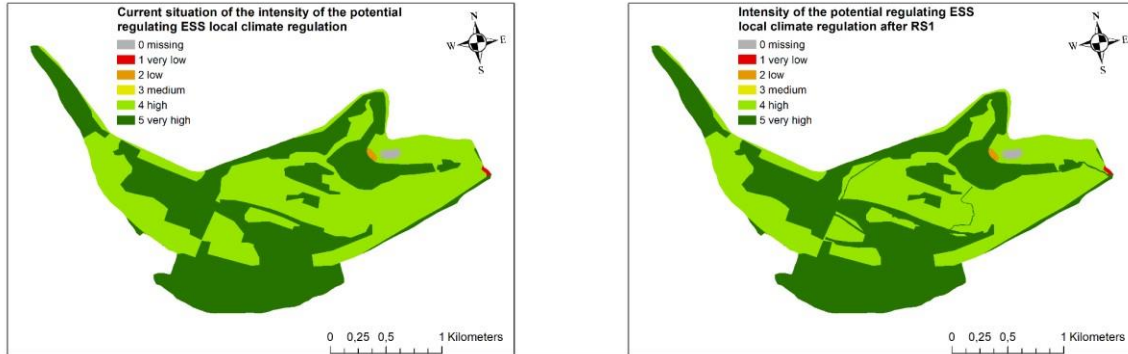 Current situation of the intensity of the potential
regulating ESS local climate regulation
0 missing
1 very low
2 low
3 medium
4 high
5 very high
N
W E
S
0 0,25 0,5 1 Kilometers
Intensity of the potential regulating ESS
local climate regulation after RS1
0 missing
1 very low
2 low
3 medium
4 high
5 very high
N
W E
S
0 0,25 0,5 1 Kilometers